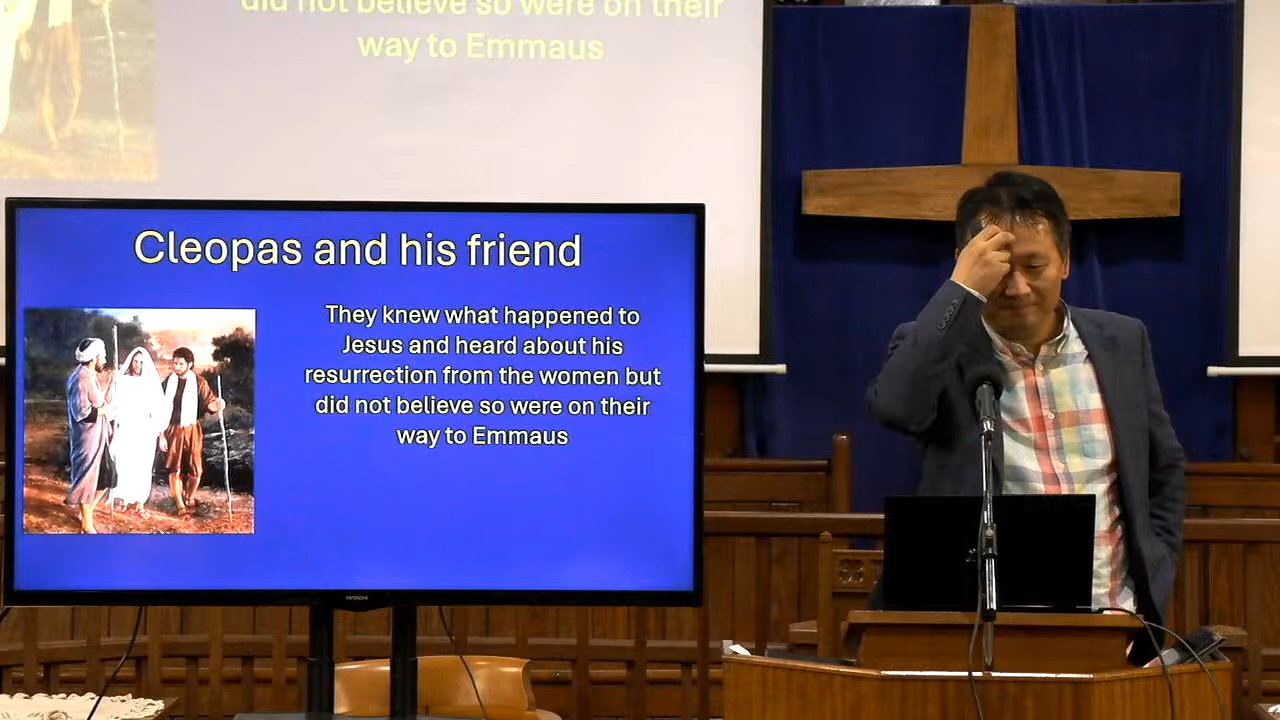 did not believe so were on their
way to Emmaus
Cleopas and his friend
They knew what happened to
Jesus and heard about his
resurrection from the women but
did not believe so were on their
way to Emmaus
HITACHI